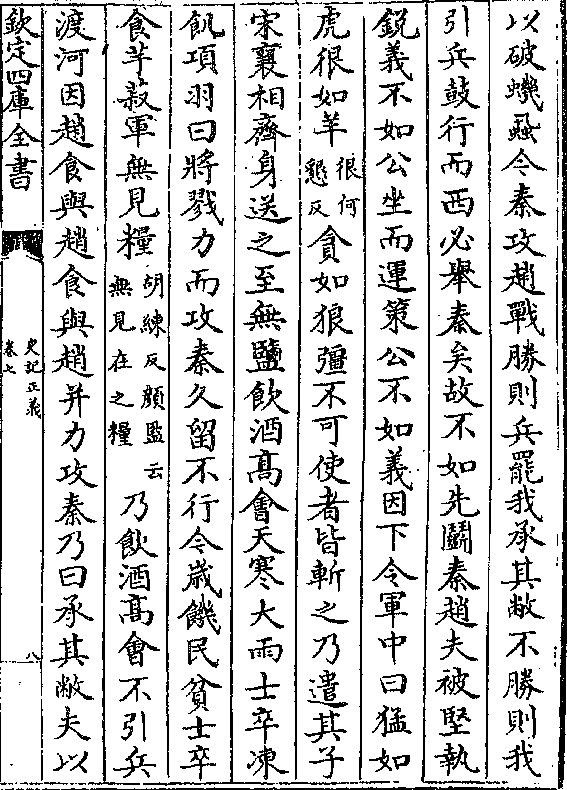 以破蟣蝨今秦攻趙戰勝則兵罷我承其敝不勝則我
引兵鼓行而西必舉秦矣故不如先鬭秦趙夫被堅執
銳義不如公坐而運策公不如義因下令軍中曰猛如
虎很如羊很何懇反貪如狼彊不可使者皆斬之乃遣其子
宋襄相齊身送之至無鹽飲酒髙㑹天寒大雨士卒凍
飢項羽曰將戮力而攻秦久留不行今嵗饑民貧士卒
食芋菽軍無見糧胡練反顔監云無見在之糧乃飲酒髙會不引兵
渡河因趙食與趙食與趙并力攻秦乃曰承其敝夫以
欽定四庫全書
史記正義
卷七
八